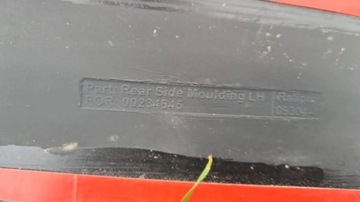 Part: Rear Side Moulding LH
FOR: 00234545